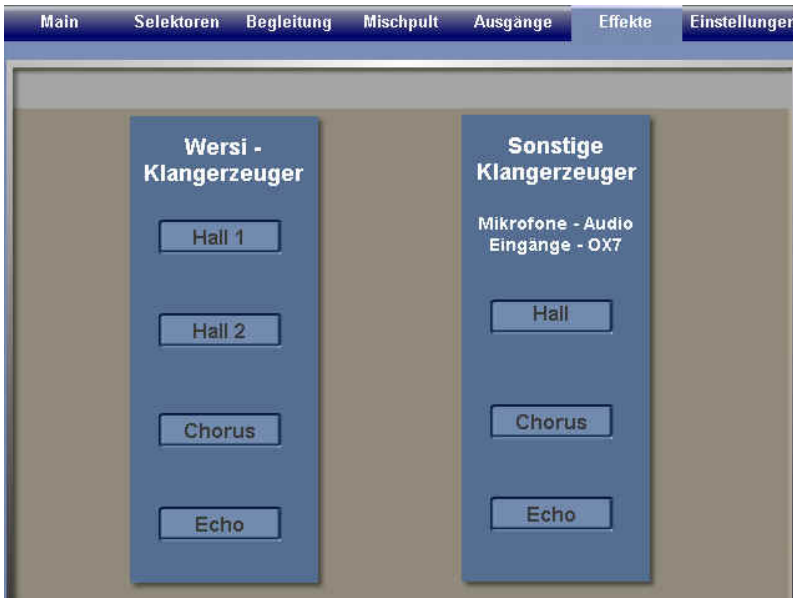 Main Selektoren Begleitung Mischpult Ausgänge Effekte Einstellungen
Wersi -
Klangerzeuger
Hall 1
Hall 2
Chorus
Echo
Sonstige
Klangerzeuger
Mikrofone - Audio
Eingänge - OX7
Hall
Chorus
Echo